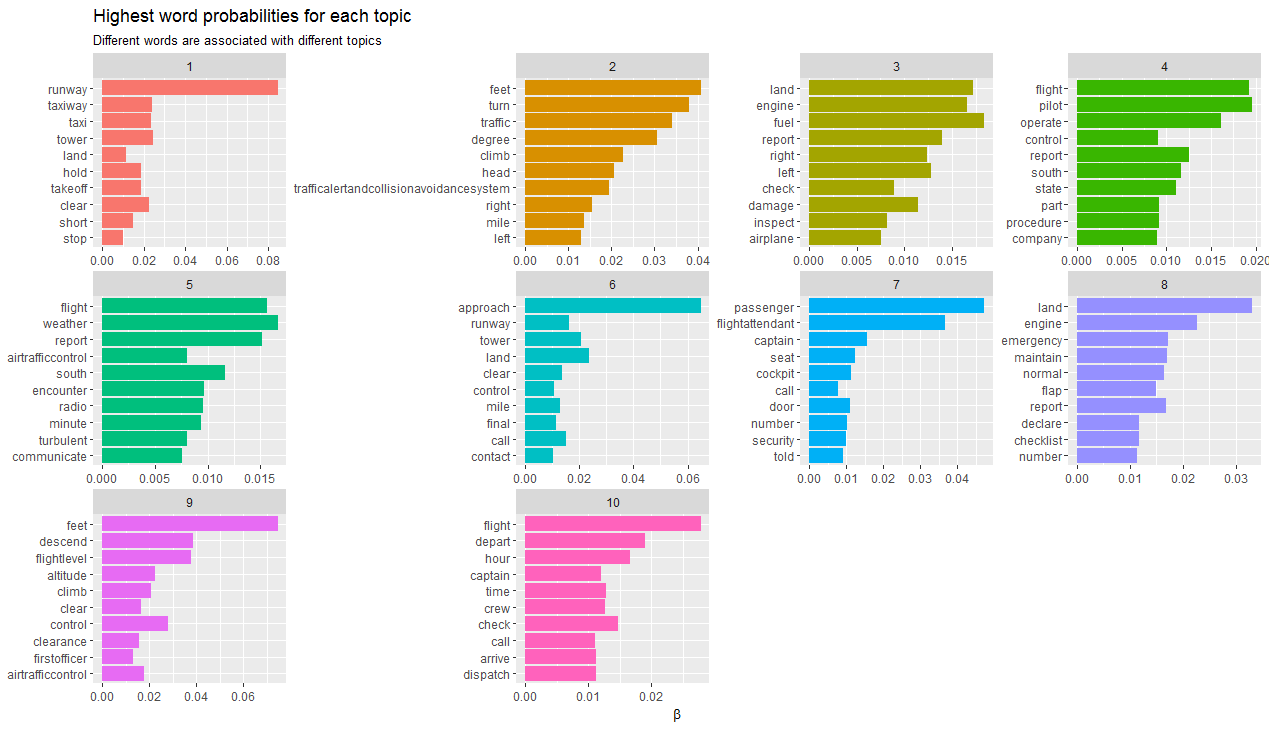 Highest word probabilities for each topic
Different words are associated with different topics
1
runway
taxiway
taxi
tower
land
hold
takeoff
clear
short
stop
0.00 0.02 0.04 0.06 0.08
2
feet
turn
traffic
degree
climb
head
trafficalertandcollisionavoidancesystem
right
mile
left
0.00 0.01 0.02 0.03 0.04
3
land
engine
fuel
report
right
left
check
damage
inspect
airplane
0.000 0.005 0.010 0.015
4
flight
pilot
operate
control
report
south
state
part
procedure
company
0.000 0.005 0.010 0.015 0.020
5
flight
weather
report
airtrafficcontrol
south
encounter
radio
minute
turbulent
communicate
0.000 0.005 0.010 0.015
6
approach
runway
tower
land
clear
control
mile
final
call
contact
0.00 0.02 0.04 0.06
7
passenger
flightattendant
captain
seat
cockpit
call
door
number
security
told
0.00 0.01 0.02 0.03 0.04
8
land
engine
emergency
maintain
normal
flap
report
declare
checklist
number
0.00 0.01 0.02 0.03
9
feet
descend
flightlevel
altitude
climb
clear
control
clearance
firstofficer
airtrafficcontrol
0.00 0.02 0.04 0.06
10
flight
depart
hour
captain
time
crew
check
call
arrive
dispatch
0.00 0.01 0.02
β